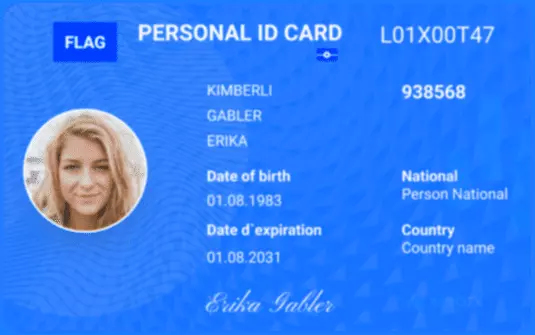 FLAG
PERSONAL ID CARD
L01X00T47
KIMBERLI
938568
GABLER
ERIKA
Date of birth
National
01.08.1983
Person National
Date d`expiration
Country
01.08.2031
Country name
Erika Gabler